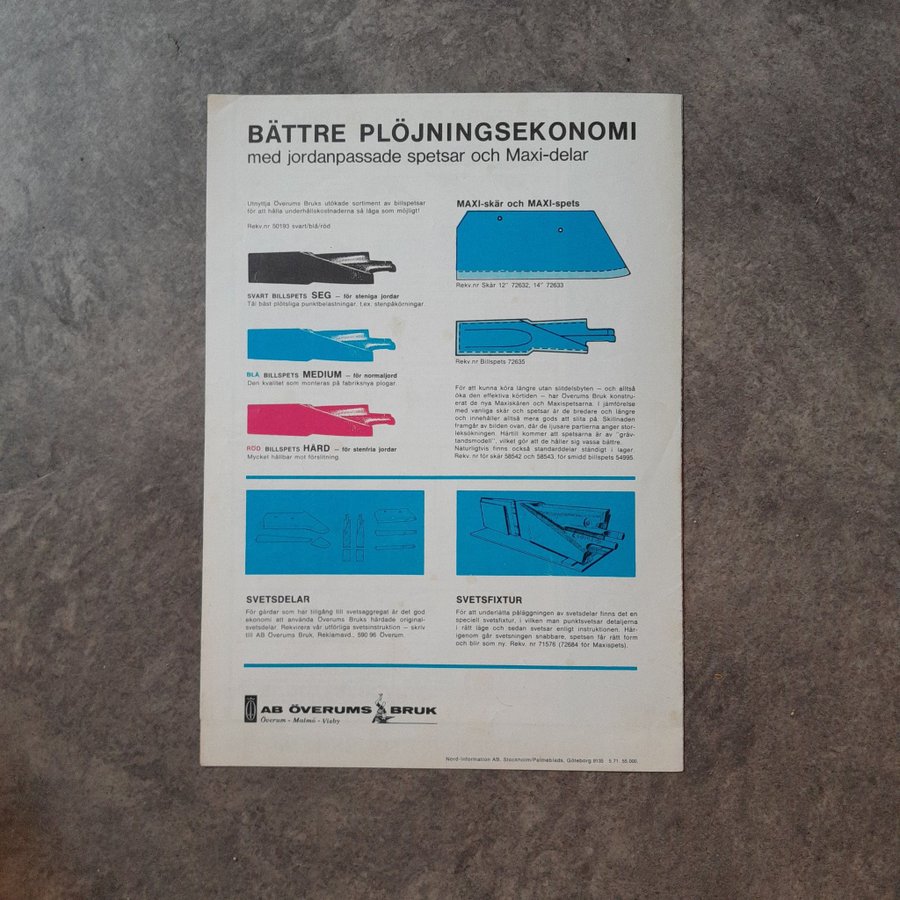 BÄTTRE PLÖJNINGSEKONOMI
med jordanpassade spetsar och Maxi-delar
Utnyttja Överums Bruks utökade sortiment av billspetsar
för att hålla underhållskostnaderna så låga som möjligt!
Rekv.nr 50193 svart/blå/röd
SVART BILLSPETS SEG – för steniga jordar
Tål bäst plötsliga punktbelastningar, t.ex. stenpåkörningar.
BLÅ BILLSPETS MEDIUM – för normaljord
Den kvalitet som monteras på fabriksnya plogar.
RÖD BILLSPETS HÅRD – för stenfria jordar
Mycket hållbar mot förslitning.
MAXI-skär och MAXI-spets
Rekv.nr Skär 12" 72632, 14" 72633
Rekv.nr Billspets 72635
För att kunna köra längre utan slitdelsbyten – och alltså
öka den effektiva körtiden – har Överums Bruk konstru-
erat de nya Maxiskären och Maxispetsarna. I jämförelse
med vanliga skär och spetsar är de bredare och längre
och innehåller alltså mera gods att slita på. Skillnaden
framgår av bilden ovan, där de ljusare partierna anger stor-
leksökningen. Härtill kommer att spetsarna är av "gräv-
tandsmodell", vilket gör att de håller sig vassa bättre.
Naturligtvis finns också standarddelar ständigt i lager
Rekv. nr för skär 58542 och 58543, för smidd billspets 54995.
SVETSDELAR
För gårdar som har tillgång till svetsaggregat är det god
ekonomi att använda Överums Bruks härdade original-
svetsdelar. Rekvirera vår utförliga svetsinstruktion – skriv
till AB Överums Bruk, Reklamavd., 590 96 Överum.
SVETSFIXTUR
För att underlätta påläggningen av svetsdelar finns det en
speciell svetsfixtur, i vilken man punktsvetsar detaljerna
i rätt läge och sedan svetsar enligt instruktionen. Här-
igenom går svetsningen snabbare, spetsen får rätt form
och blir som ny. Rekv. nr 71576 (72684 för Maxispets).
AB ÖVERUMS BRUK
Överum - Malmö - Visby
Nord-Information AB, Stockholm/Palmeblads, Göteborg 9135 5.71. 55.000